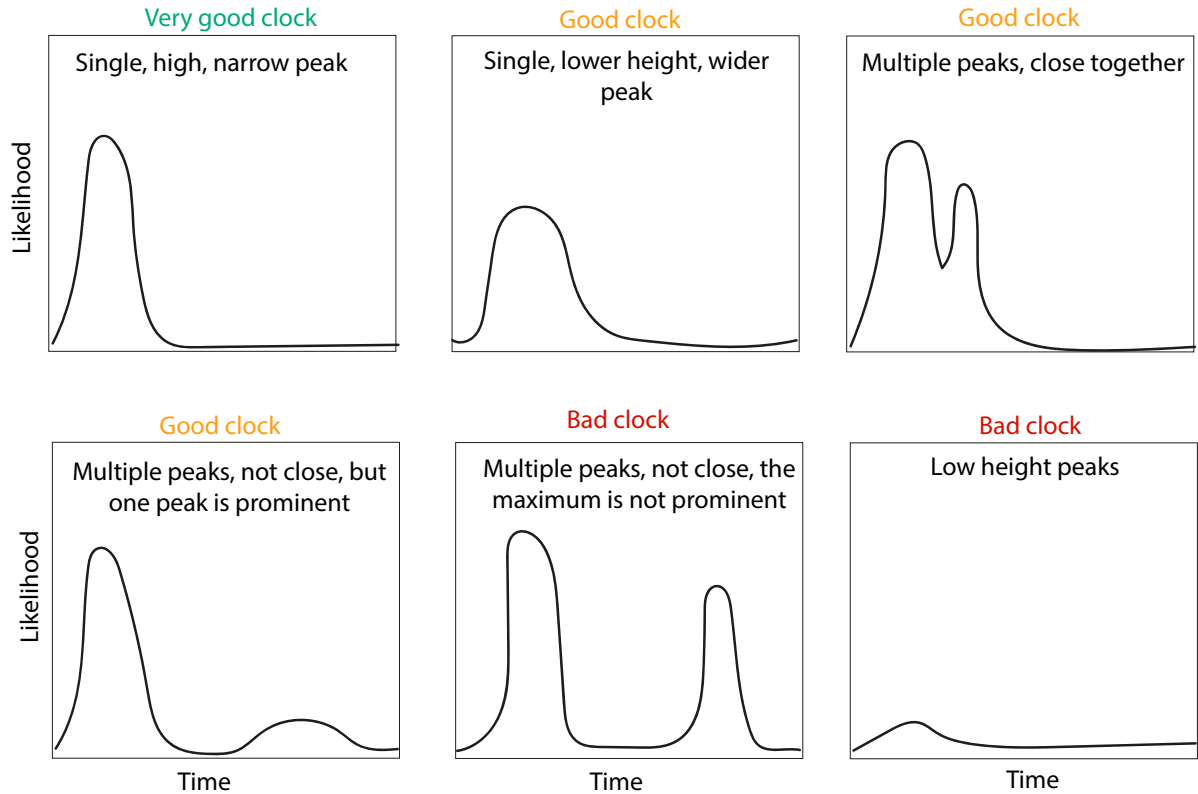 Very good clock
Good clock
Good clock
Single, high, narrow peak
Single, lower height, wider
peak
Multiple peaks, close together
Likelihood
Good clock
Bad clock
Bad clock
Multiple peaks, not close, but
one peak is prominent
Multiple peaks, not close, the
maximum is not prominent
Low height peaks
Likelihood
Time
Time
Time